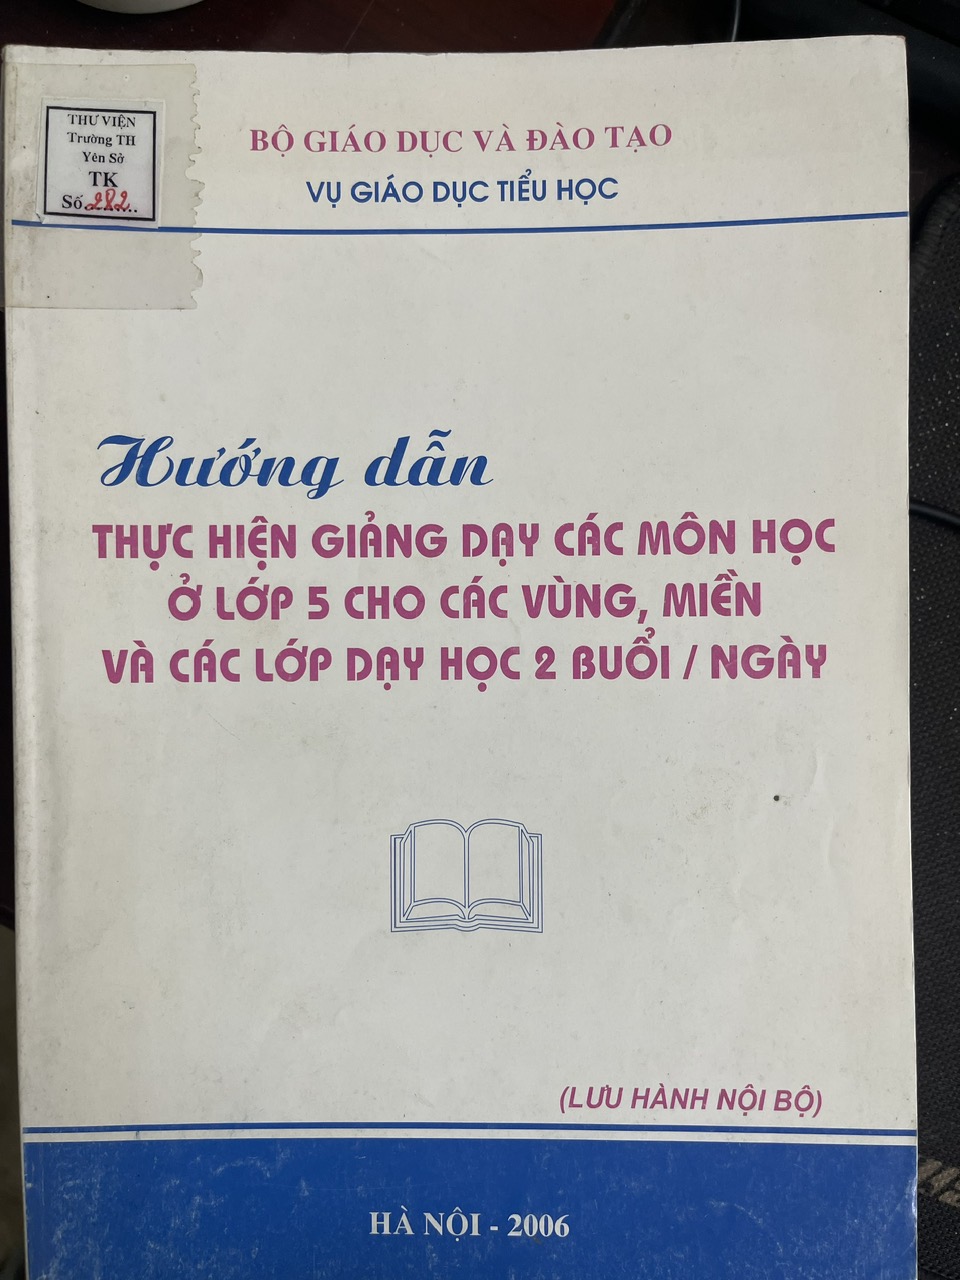 THƯ VIỆN
Trường TH
Yên Sở
TK
Số 282..
BỘ GIÁO DỤC VÀ ĐÀO TẠO
VỤ GIÁO DỤC TIỂU HỌC
Hướng dẫn
THỰC HIỆN GIẢNG DẠY CÁC MÔN HỌC
Ở LỚP 5 CHO CÁC VÙNG, MIỀN
VÀ CÁC LỚP DẠY HỌC 2 BUỔI / NGÀY
(LƯU HÀNH NỘI BỘ)
HÀ NỘI - 2006